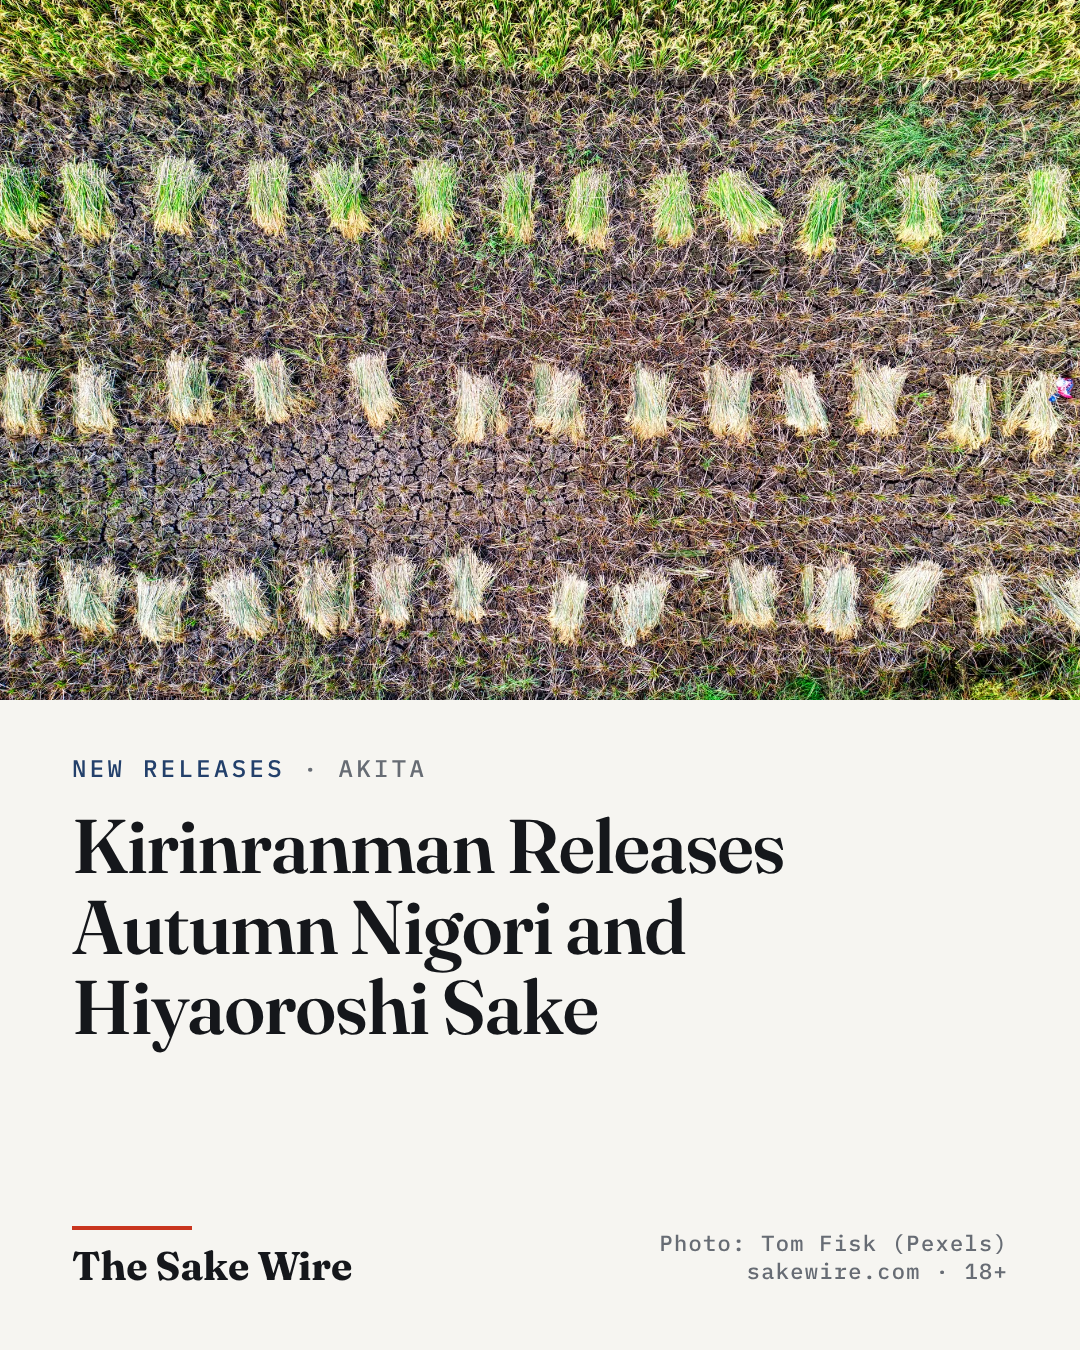 NEW RELEASES · AKITA
Kirinranman Releases
Autumn Nigori and
Hiyaoroshi Sake
The Sake Wire
Photo: Tom Fisk (Pexels)
sakewire.com · 18+